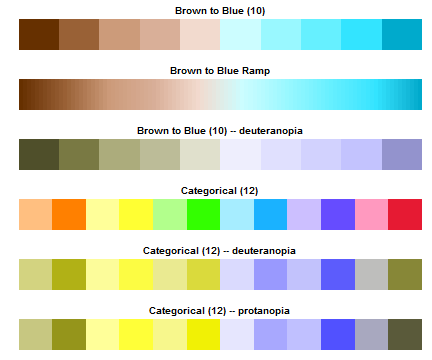 Brown to Blue (10)
Brown to Blue Ramp
Brown to Blue (10) -- deuteranopia
Categorical (12)
Categorical (12) -- deuteranopia
Categorical (12) -- protanopia